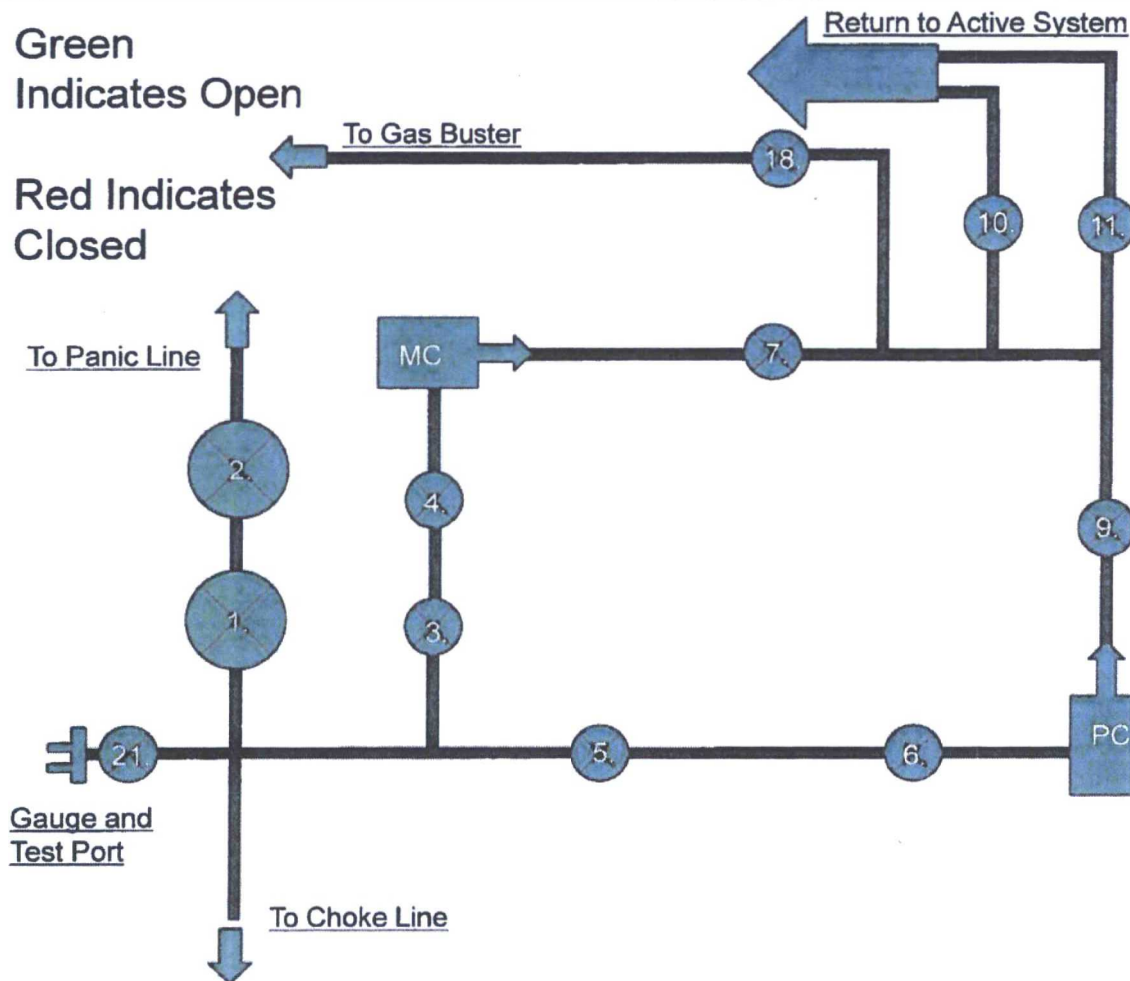 Green
Indicates Open
Return to Active System
To Gas Buster
18.
Red Indicates
Closed
10.
11.
To Panic Line
MC
7.
2.
4.
9.
1.
3.
21.
5.
6.
PC
Gauge and
Test Port
To Choke Line